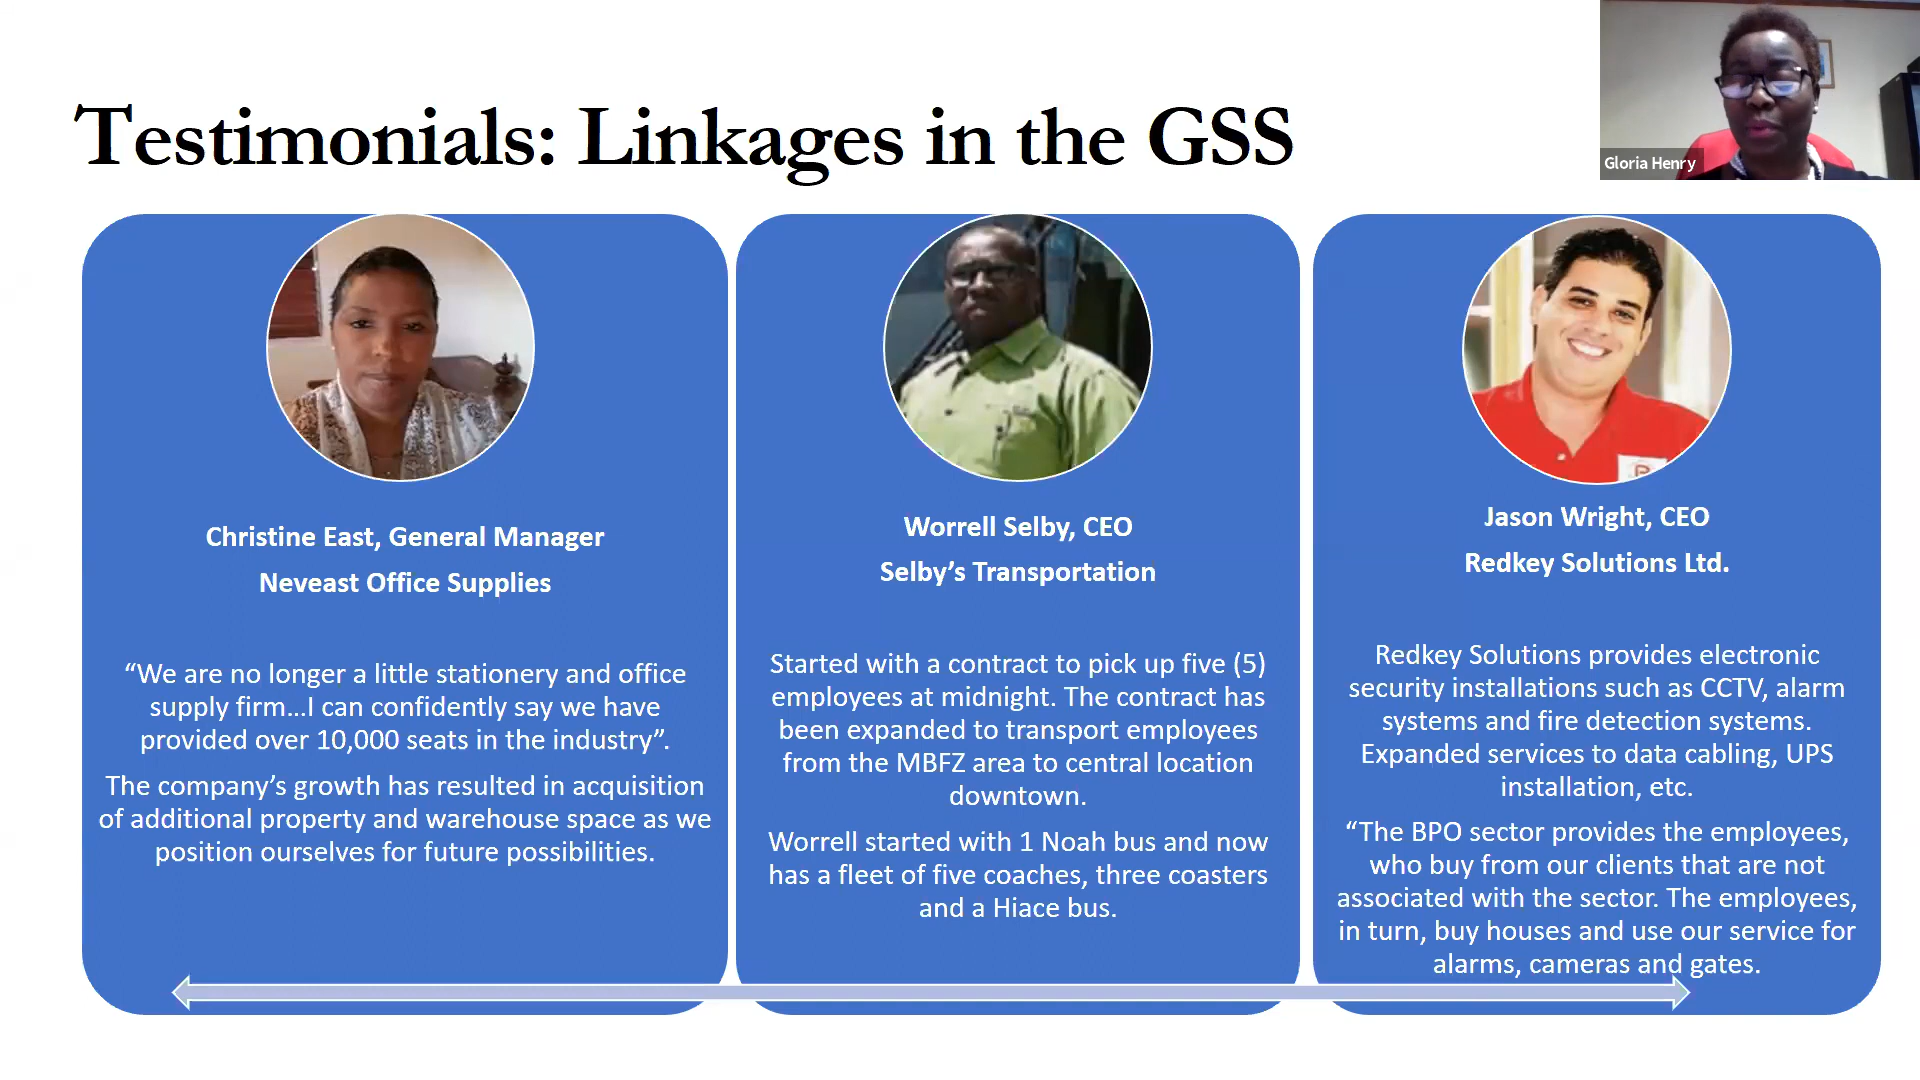 Testimonials: Linkages in the GSS
Gloria Henry
Christine East, General Manager
Neveast Office Supplies
“We are no longer a little stationery and office
supply firm...I can confidently say we have
provided over 10,000 seats in the industry”.
The company’s growth has resulted in acquisition
of additional property and warehouse space as we
position ourselves for future possibilities.
Worrell Selby, CEO
Selby’s Transportation
Started with a contract to pick up five (5)
employees at midnight. The contract has
been expanded to transport employees
from the MBFZ area to central location
downtown.
Worrell started with 1 Noah bus and now
has a fleet of five coaches, three coasters
and a Hiace bus.
Jason Wright, CEO
Redkey Solutions Ltd.
Redkey Solutions provides electronic
security installations such as CCTV, alarm
systems and fire detection systems.
Expanded services to data cabling, UPS
installation, etc.
“The BPO sector provides the employees,
who buy from our clients that are not
associated with the sector. The employees,
in turn, buy houses and use our service for
alarms, cameras and gates.